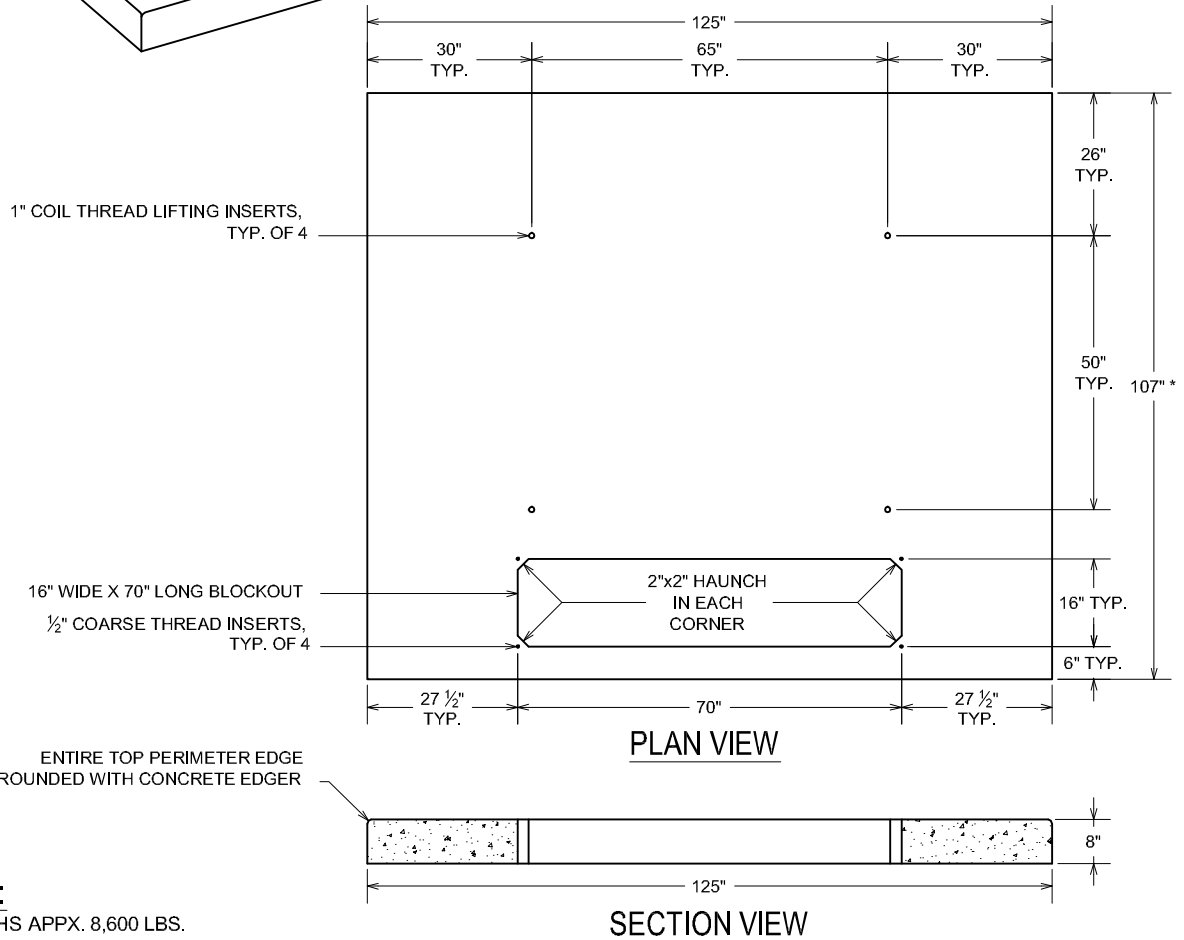 125"
30"
TYP.
65"
TYP.
30"
TYP.
26"
TYP.
1" COIL THREAD LIFTING INSERTS,
TYP. OF 4
50"
TYP.
107" *
16" WIDE X 70" LONG BLOCKOUT
½" COARSE THREAD INSERTS,
TYP. OF 4
2"x2" HAUNCH
IN EACH
CORNER
16" TYP.
6" TYP.
27 ½"
TYP.
70"
27 ½"
TYP.
PLAN VIEW
ENTIRE TOP PERIMETER EDGE
ROUNDED WITH CONCRETE EDGER
8"
125"
SECTION VIEW
APPX. 8,600 LBS.